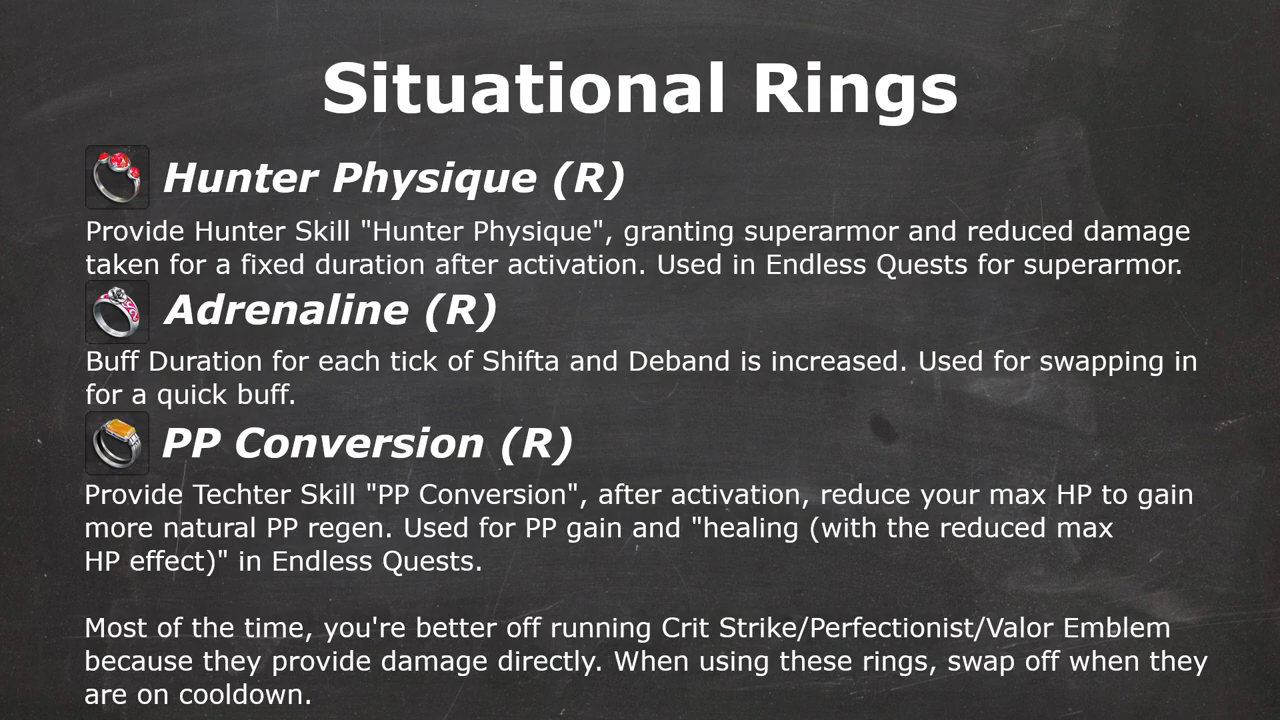 Situational Rings
Hunter Physique (R)
Provide Hunter Skill "Hunter Physique", granting superarmor and reduced damage
taken for a fixed duration after activation. Used in Endless Quests for superarmor.
Adrenaline (R)
Buff Duration for each tick of Shifta and Deband is increased. Used for swapping in
for a quick buff.
PP Conversion (R)
Provide Techter Skill "PP Conversion", after activation, reduce your max HP to gain
more natural PP regen. Used for PP gain and "healing (with the reduced max
HP effect)" in Endless Quests.
Most of the time, you're better off running Crit Strike/Perfectionist/Valor Emblem
because they provide damage directly. When using these rings, swap off when they
are on cooldown.